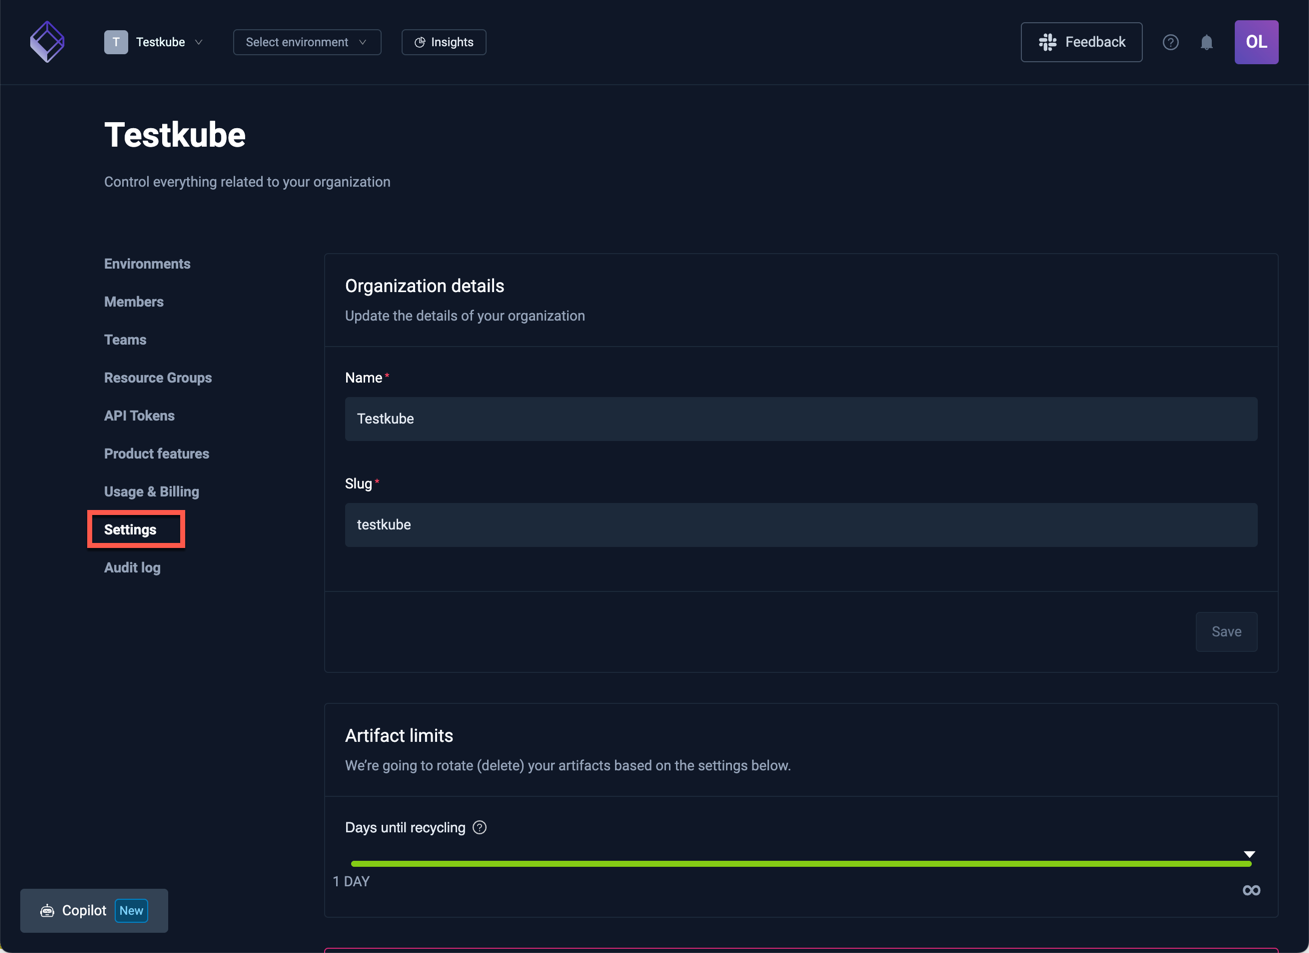 T Testkube
Select environment
Insights
Feedback
?
OL
Testkube
Control everything related to your organization
Environments
Members
Teams
Resource Groups
API Tokens
Product features
Usage & Billing
Settings
Audit log
Organization details
Update the details of your organization
Name*
Testkube
Slug*
testkube
Save
Artifact limits
We're going to rotate (delete) your artifacts based on the settings below.
Days until recycling ?
1 DAY
∞
Copilot New